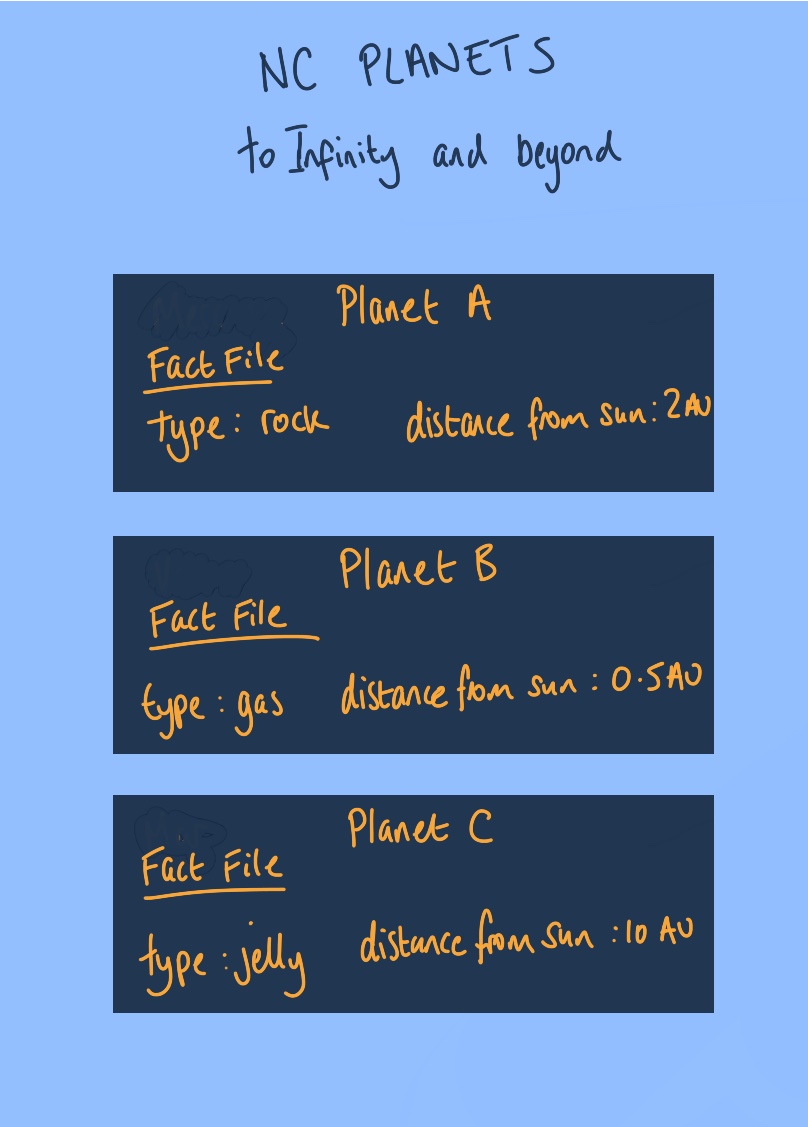 NC PLANETS
to Infinity and beyond
Planet A
Fact File
type: rock distance from sun: 2AU
Planet B
Fact File
type: gas distance from sun: 0.5AU
Planet C
Fact File
type: jelly distance from sun: 10 AU